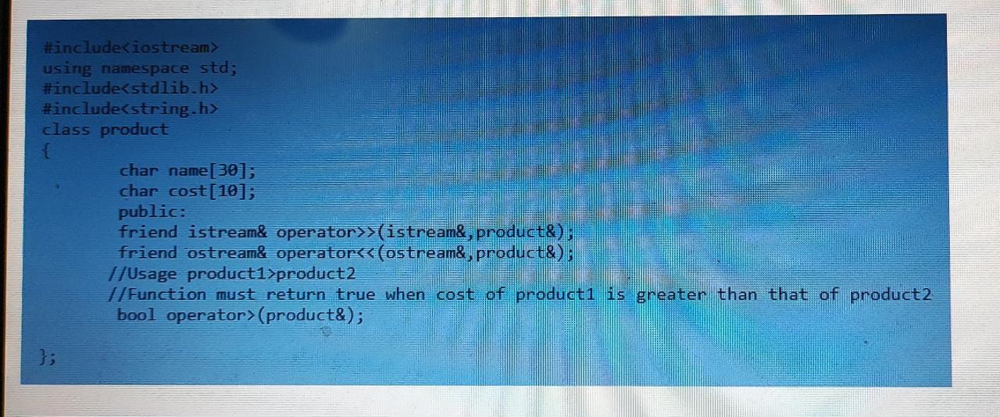 #include<iostream>
using namespace std;
#include<stdlib.h>
#include<string.h>
class product
{
char name[30];
char cost[10];
public:
friend istream& operator>>(istream&,product&);
friend ostream& operator<<(ostream&,product&);
//Usage product1>product2
//Function must return true when cost of product1 is greater than that of product2
bool operator>(product&);
};